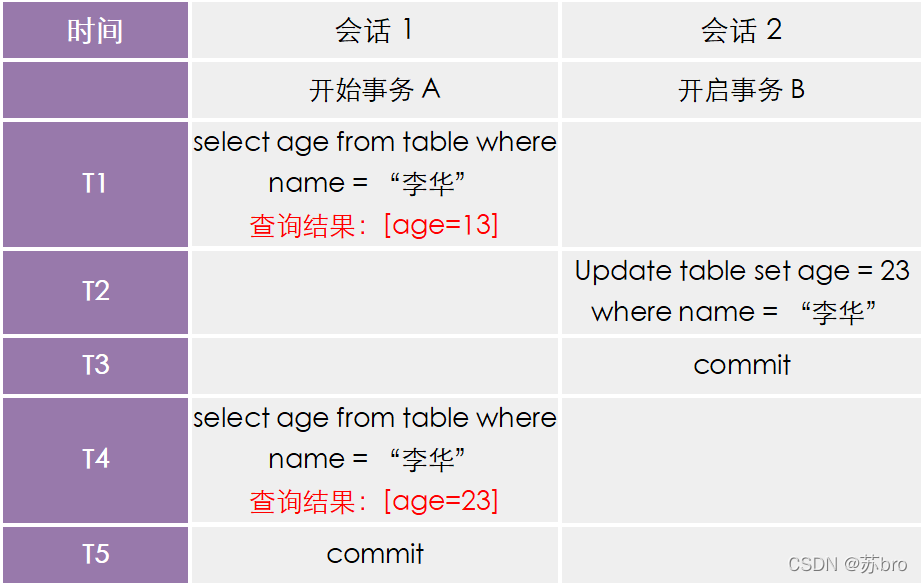 时间
会话 1
会话 2
开始事务 A
开启事务 B
T1
select age from table where
name = “李华”
查询结果：[age=13]
T2
Update table set age = 23
where name = “李华”
T3
commit
T4
select age from table where
name = “李华”
查询结果：[age=23]
T5
commit
CSDN @苏bro